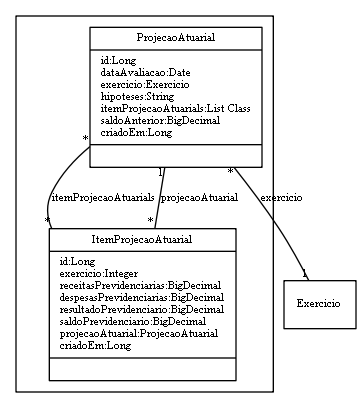 ProjecaoAtuarial
id:Long
dataAvaliacao:Date
exercicio:Exercicio
hipoteses:String
itemProjecaoAtuarials:List Class
saldoAnterior:BigDecimal
criadoEm:Long
*
1
*
itemProjecaoAtuarials
projecaoAtuarial
exercicio
*
*
ItemProjecaoAtuarial
id:Long
exercicio:Integer
receitasPrevidenciarias:BigDecimal
despesasPrevidenciarias:BigDecimal
resultadoPrevidenciario:BigDecimal
saldoPrevidenciario:BigDecimal
projecaoAtuarial:ProjecaoAtuarial
criadoEm:Long
1
Exercicio